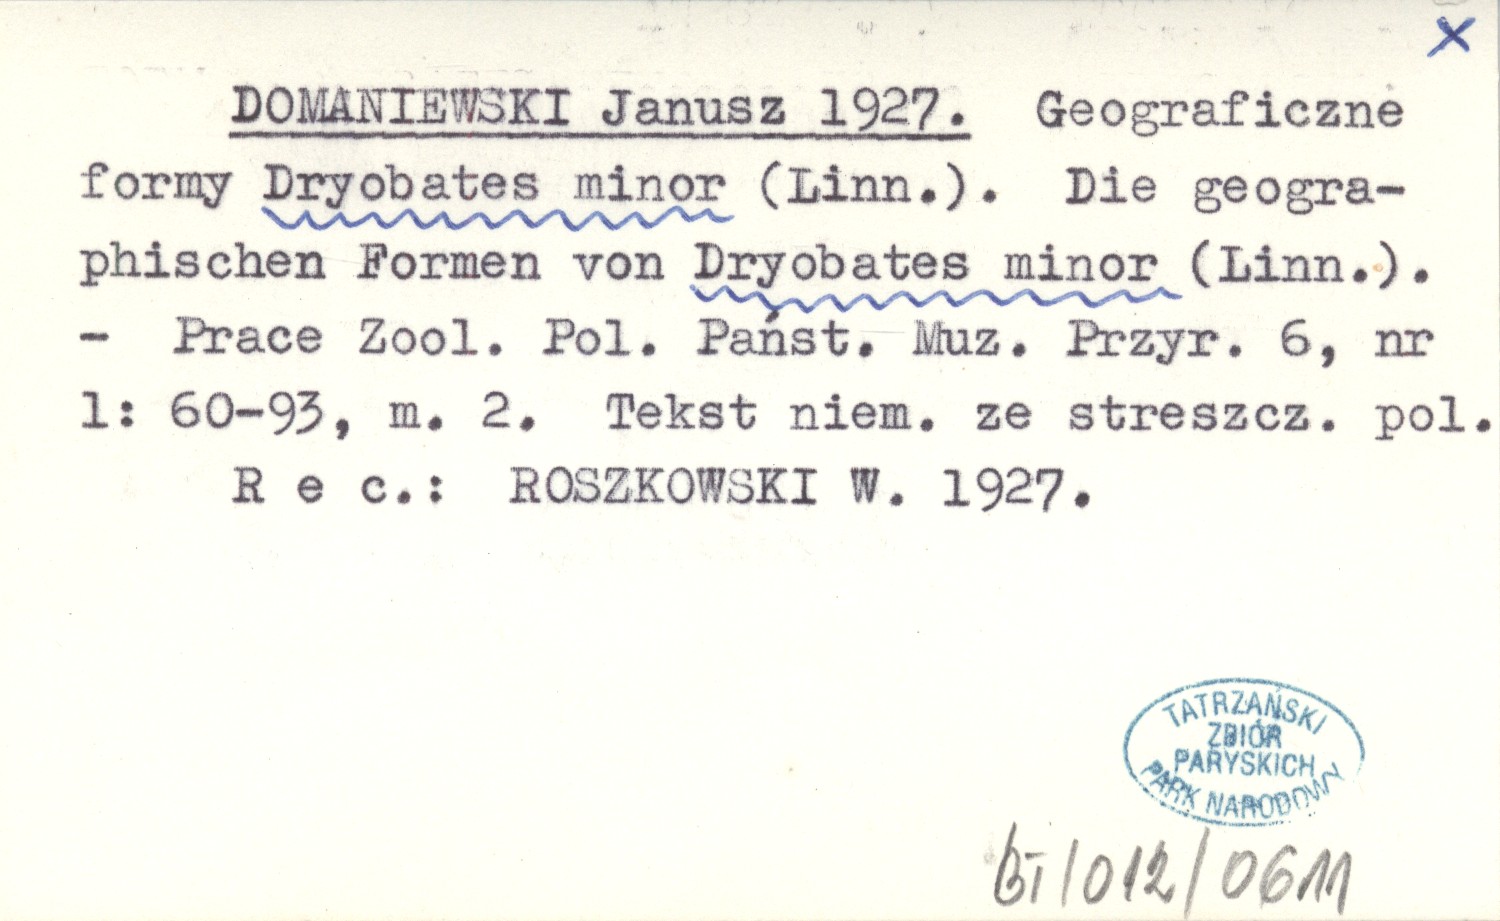 X
DOMANIEWSKI Janusz 1927. Geograficzne
formy Dryobates minor (Linn.). Die geogra-
phischen Formen von Dryobates minor (Linn.).
- Prace Zool. Pol. Państ. Muz. Przyr. 6, nr
1: 60-93, m. 2. Tekst niem. ze streszcz. pol.
R e c.: ROSZKOWSKI W. 1927.
TATRZAŃSKI
ZBIÓR
PARYSKICH
PARK NARODOWY
BT/012/0611